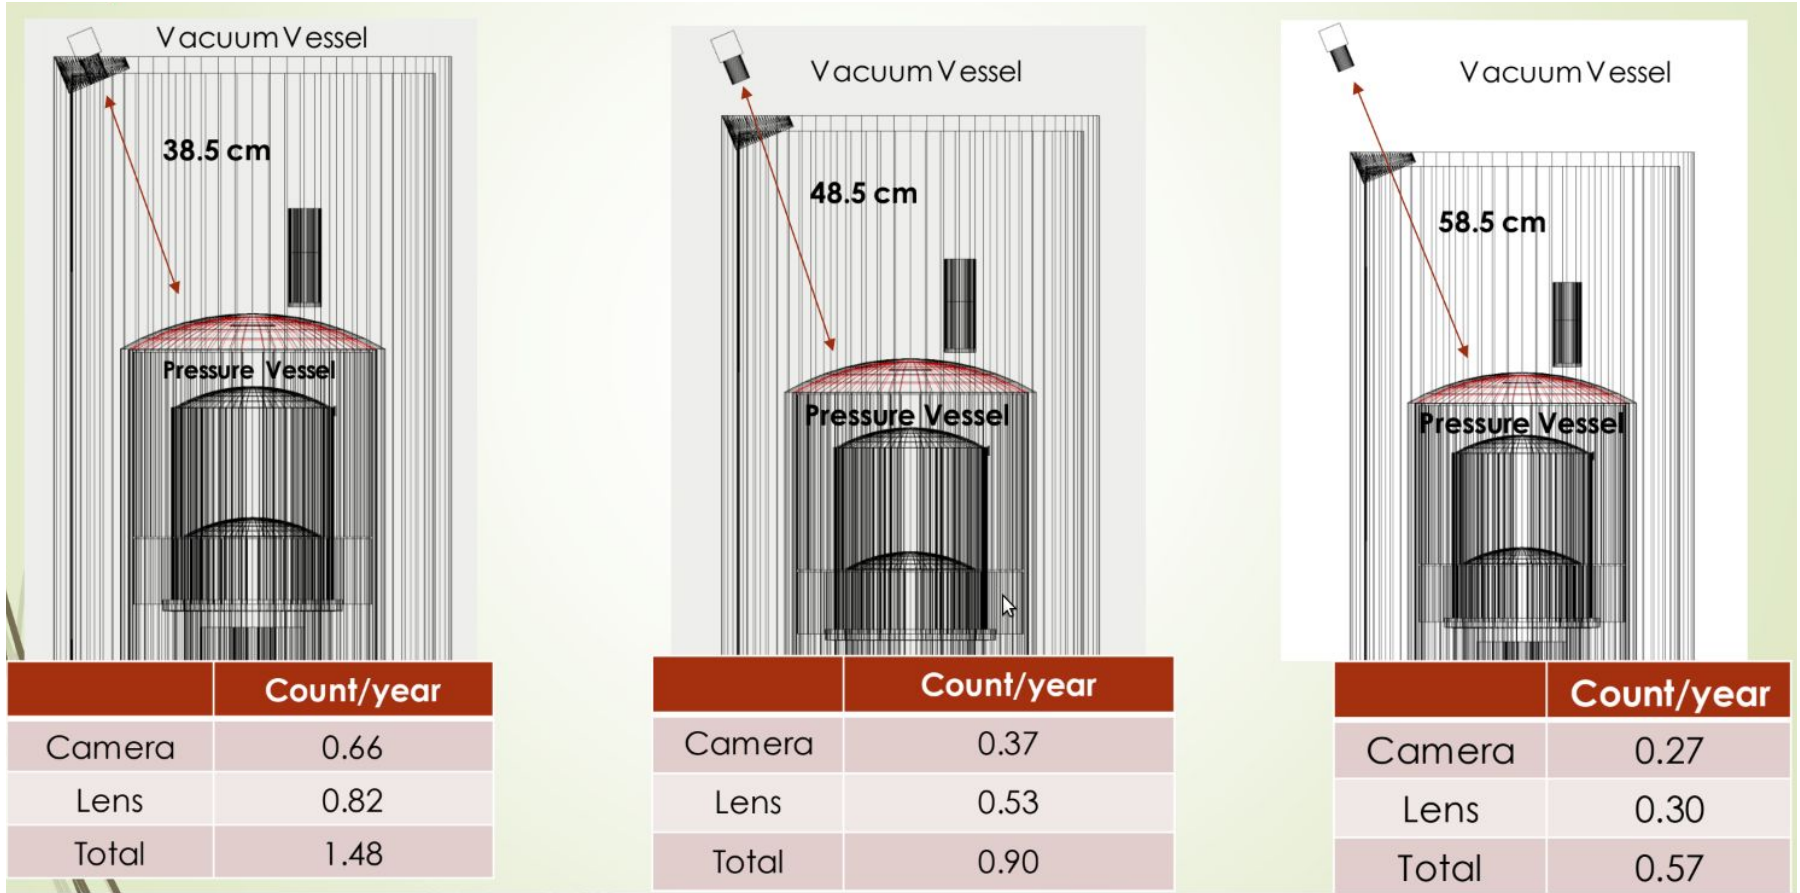 Vacuum Vessel
38.5 cm
Pressure Vessel
Count/year
Camera 0.66
Lens 0.82
Total 1.48
Vacuum Vessel
48.5 cm
Pressure Vessel
Count/year
Camera 0.37
Lens 0.53
Total 0.90
Vacuum Vessel
58.5 cm
Pressure Vessel
Count/year
Camera 0.27
Lens 0.30
Total 0.57